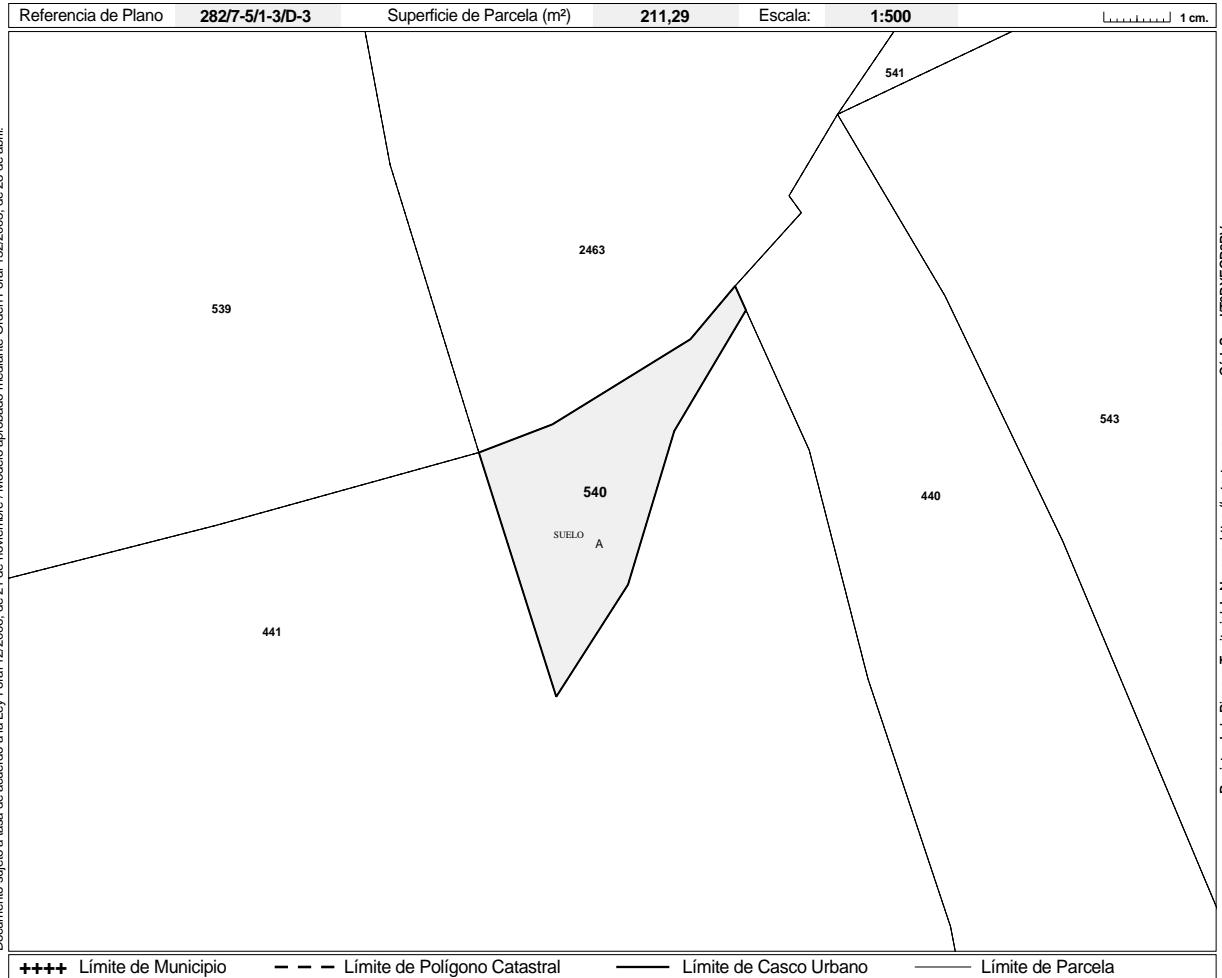 Referencia de Plano 282/7-5/1-3/D-3 Superficie de Parcela (m²) 211,29 Escala: 1:500 1 cm.
541
2463
539
543
540
440
SUELO
A
441
++++ Límite de Municipio Límite de Polígono Catastral Límite de Casco Urbano Límite de Parcela